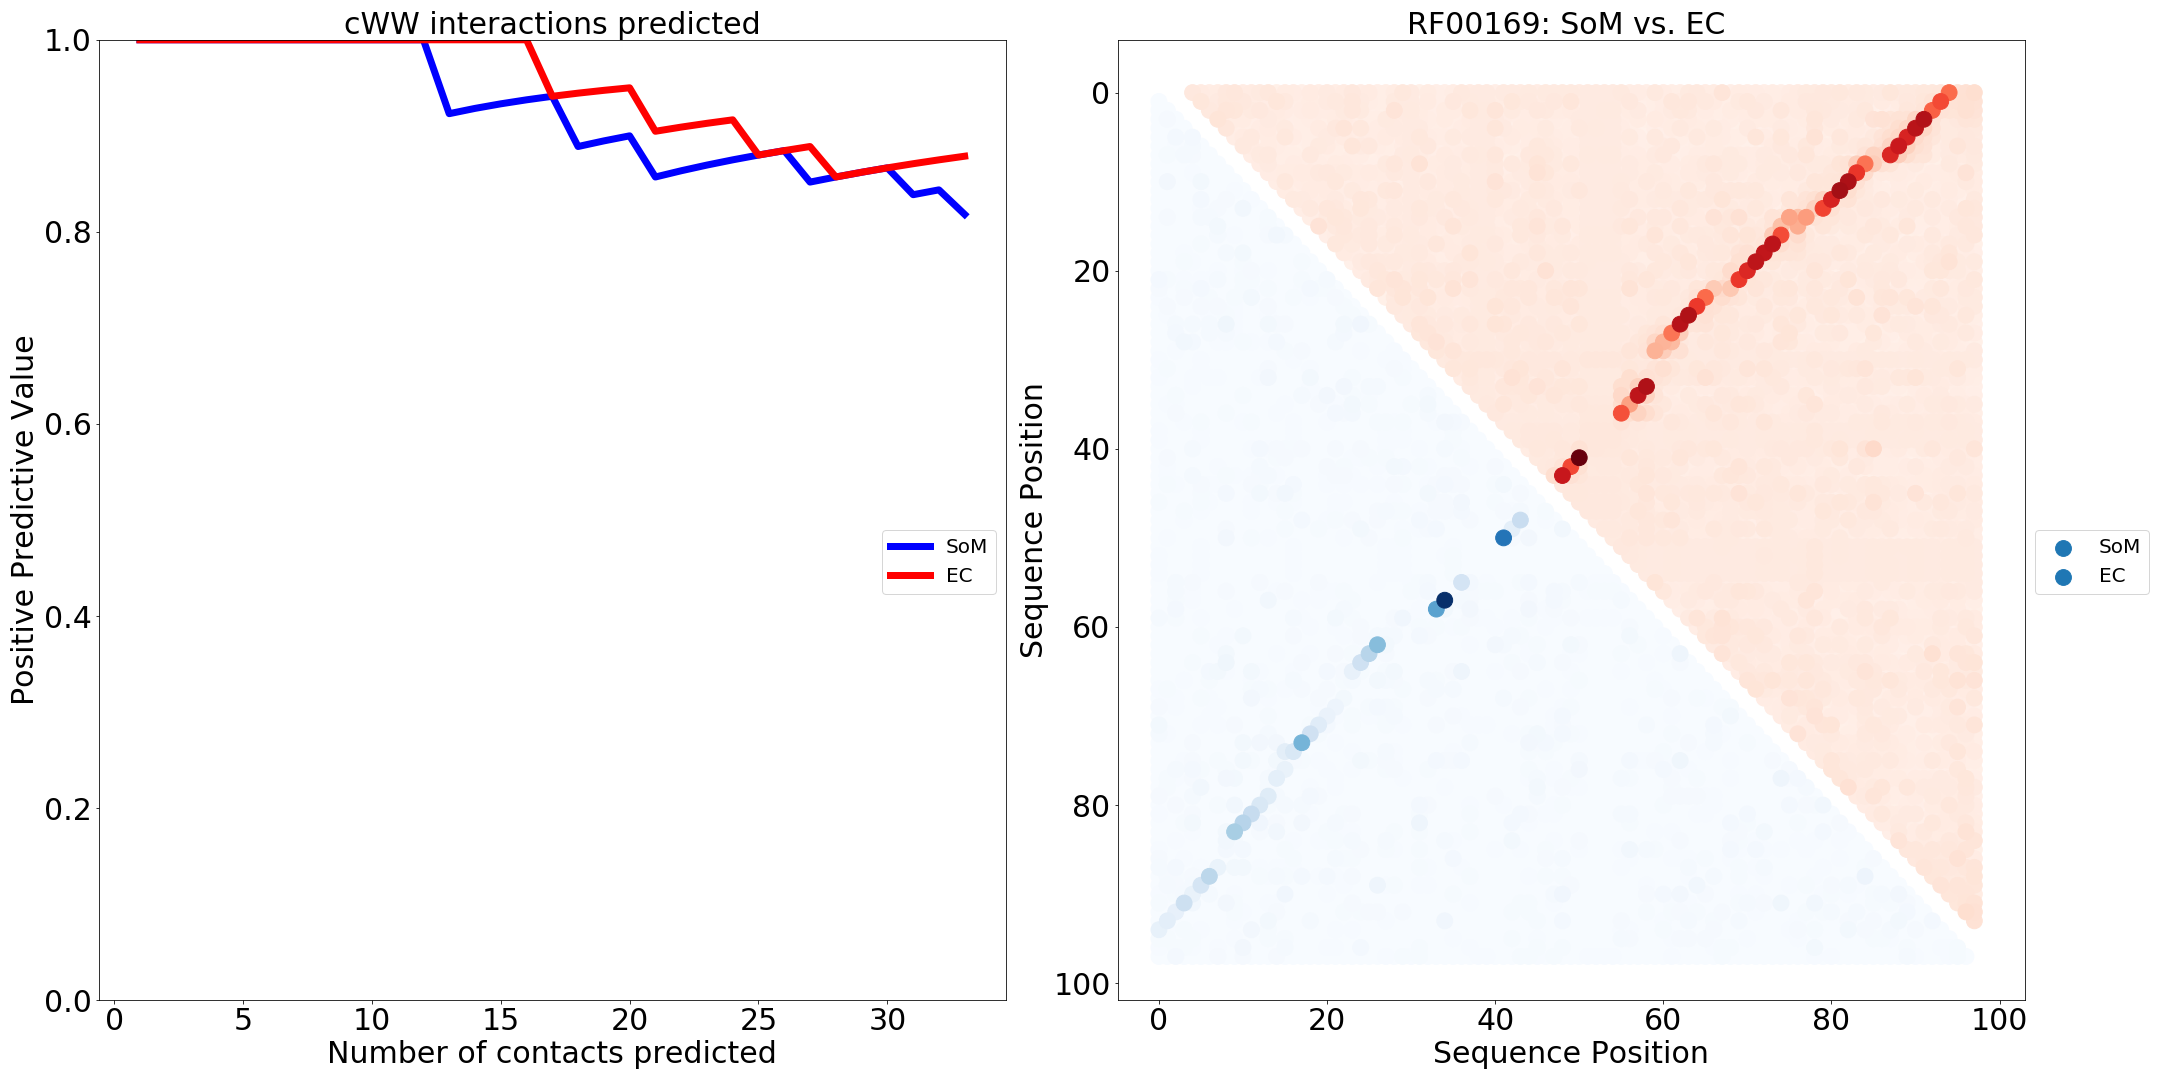 cWW interactions predicted
Positive Predictive Value
1.0
0.8
0.6
0.4
0.2
0.0
0 5 10 15 20 25 30
Number of contacts predicted
SoM
EC
RF00169: SoM vs. EC
Sequence Position
0
20
40
60
80
100
0 20 40 60 80 100
Sequence Position
SoM
EC